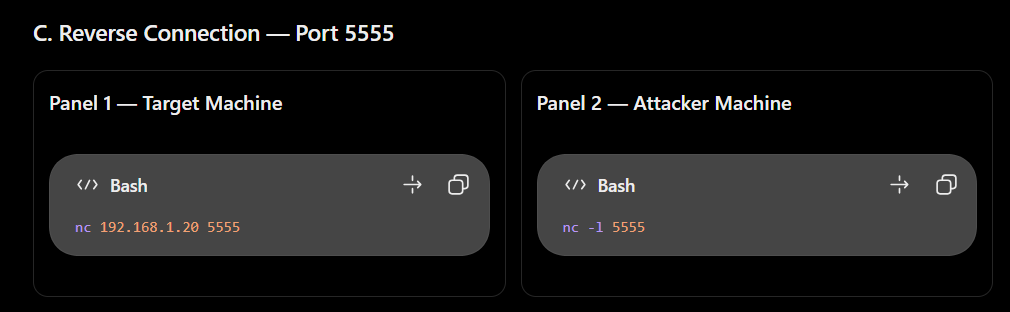 C. Reverse Connection — Port 5555
Panel 1 — Target Machine
</> Bash
nc 192.168.1.20 5555
Panel 2 — Attacker Machine
</> Bash
nc -l 5555